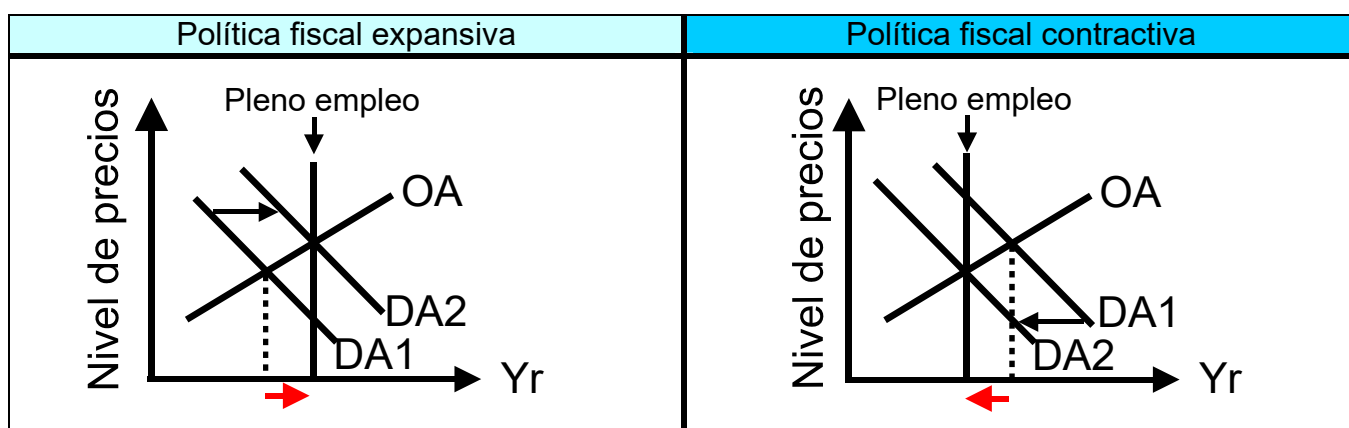 Política fiscal expansiva
Política fiscal contractiva
Nivel de precios
Pleno empleo
OA
DA2
DA1
Yr
Nivel de precios
Pleno empleo
OA
DA1
DA2
Yr